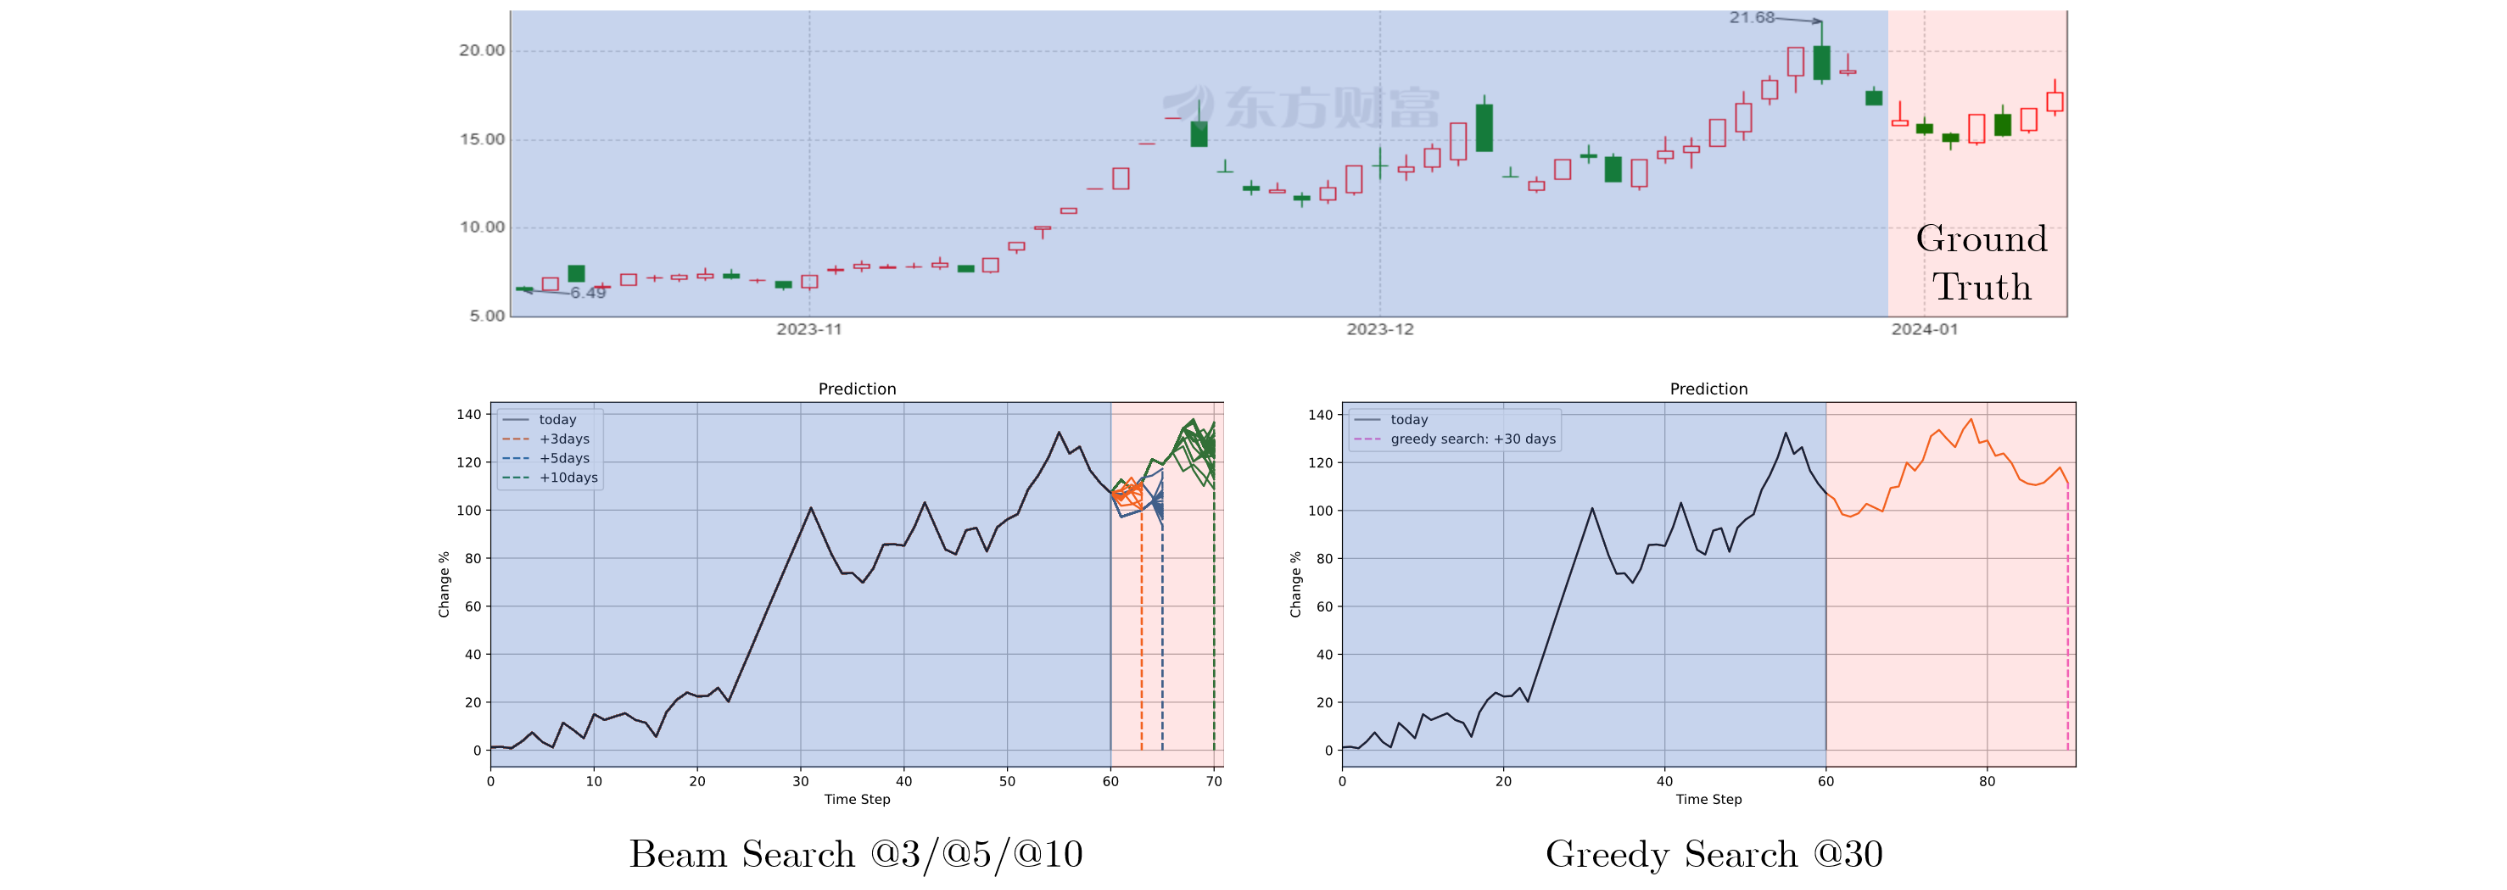 21.68
20.00
东方财富
15.00
10.00
Ground
Truth
6.49
5.00
2023-11 2023-12 2024-01
Prediction
today
+3days
+5days
+10days
140
120
100
80
60
40
20
0
Change %
0 10 20 30 40 50 60 70
Time Step
Beam Search @3/@5/@10
Prediction
today
greedy search: +30 days
140
120
100
80
60
40
20
0
Change %
0 20 40 60 80
Time Step
Greedy Search @30